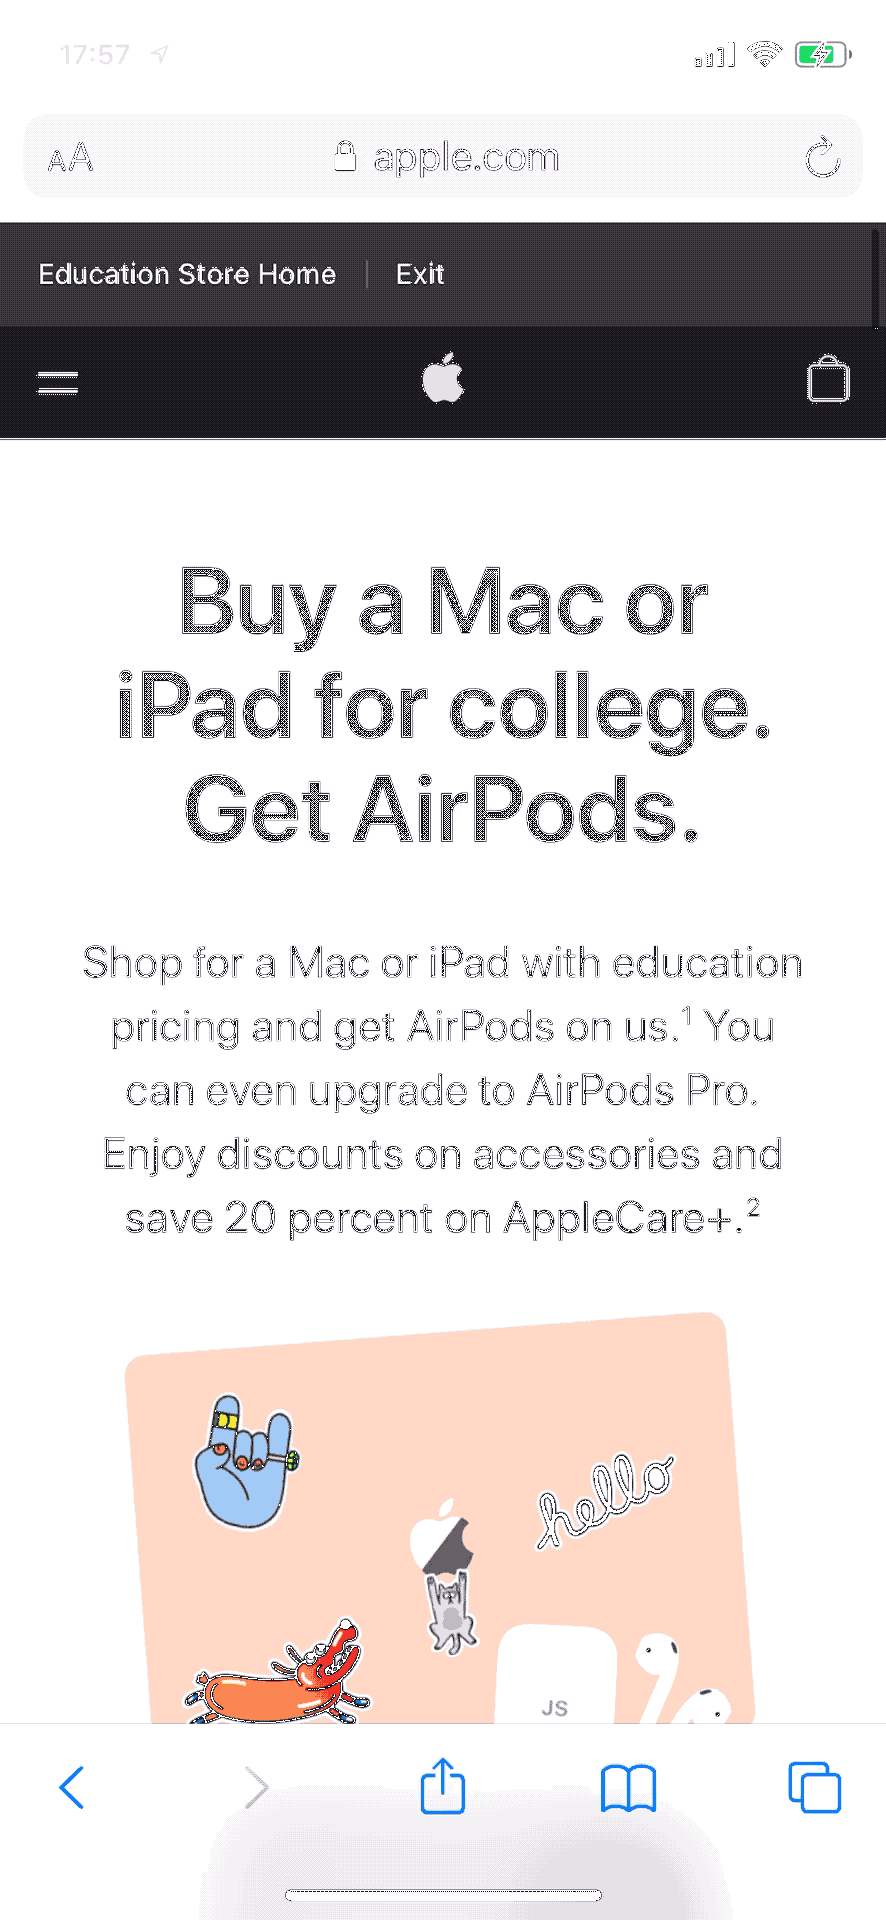 17:57
AA apple.com
Education Store Home Exit
Buy a Mac or
iPad for college.
Get AirPods.
Shop for a Mac or iPad with education
pricing and get AirPods on us.¹ You
can even upgrade to AirPods Pro.
Enjoy discounts on accessories and
save 20 percent on AppleCare+.²
hello
JS